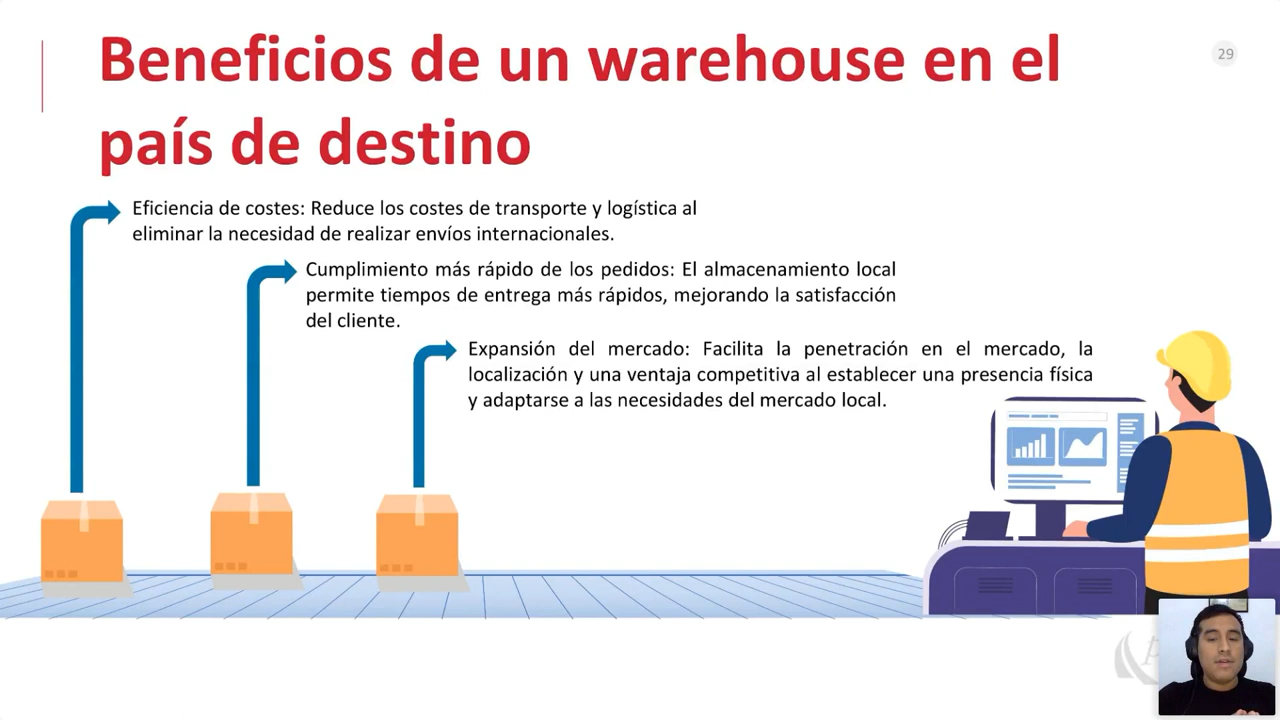 Beneficios de un warehouse en el
país de destino
29
Eficiencia de costes: Reduce los costes de transporte y logística al
eliminar la necesidad de realizar envíos internacionales.
Cumplimiento más rápido de los pedidos: El almacenamiento local
permite tiempos de entrega más rápidos, mejorando la satisfacción
del cliente.
Expansión del mercado: Facilita la penetración en el mercado, la
localización y una ventaja competitiva al establecer una presencia física
y adaptarse a las necesidades del mercado local.